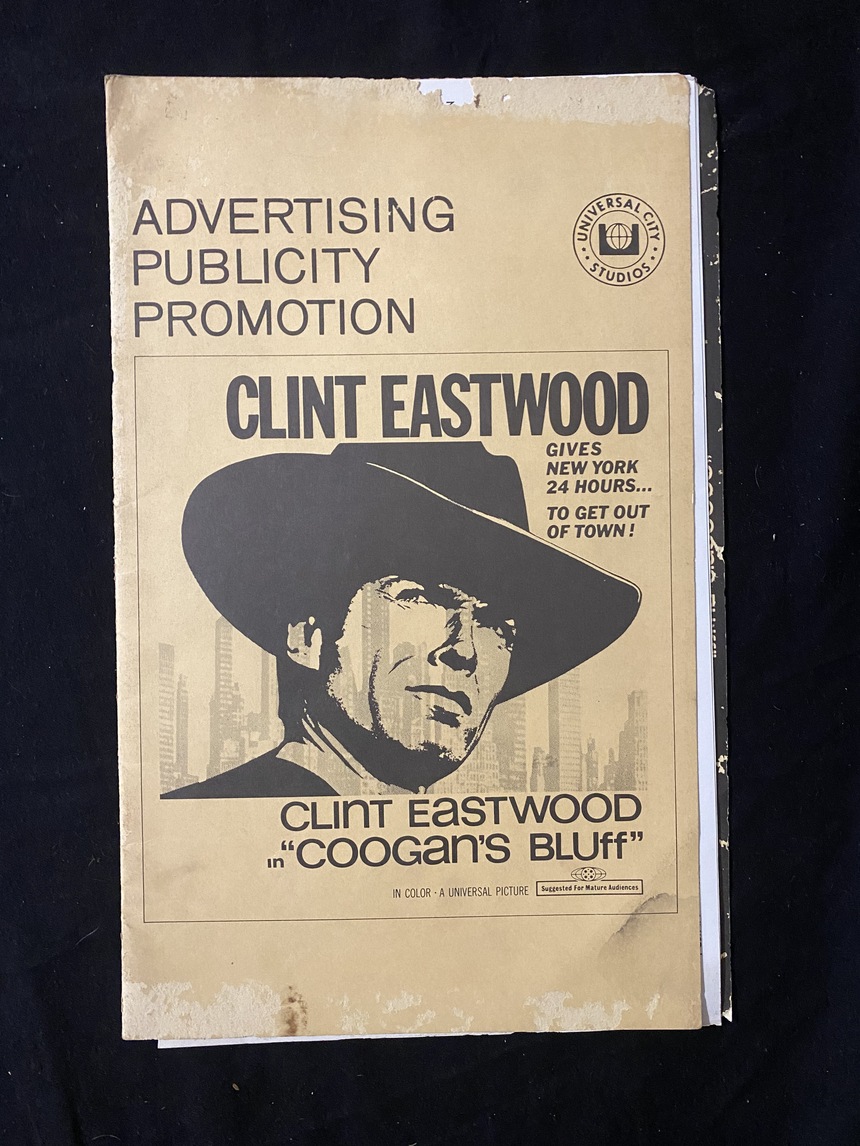 ADVERTISING
PUBLICITY
PROMOTION
UNIVERSAL CITY
STUDIOS
CLINT EASTWOOD
GIVES
NEW YORK
24 HOURS...
TO GET OUT
OF TOWN!
CLINT EASTWOOD
in “COOGAN'S BLUFF”
IN COLOR · A UNIVERSAL PICTURE
Suggested For Mature Audiences